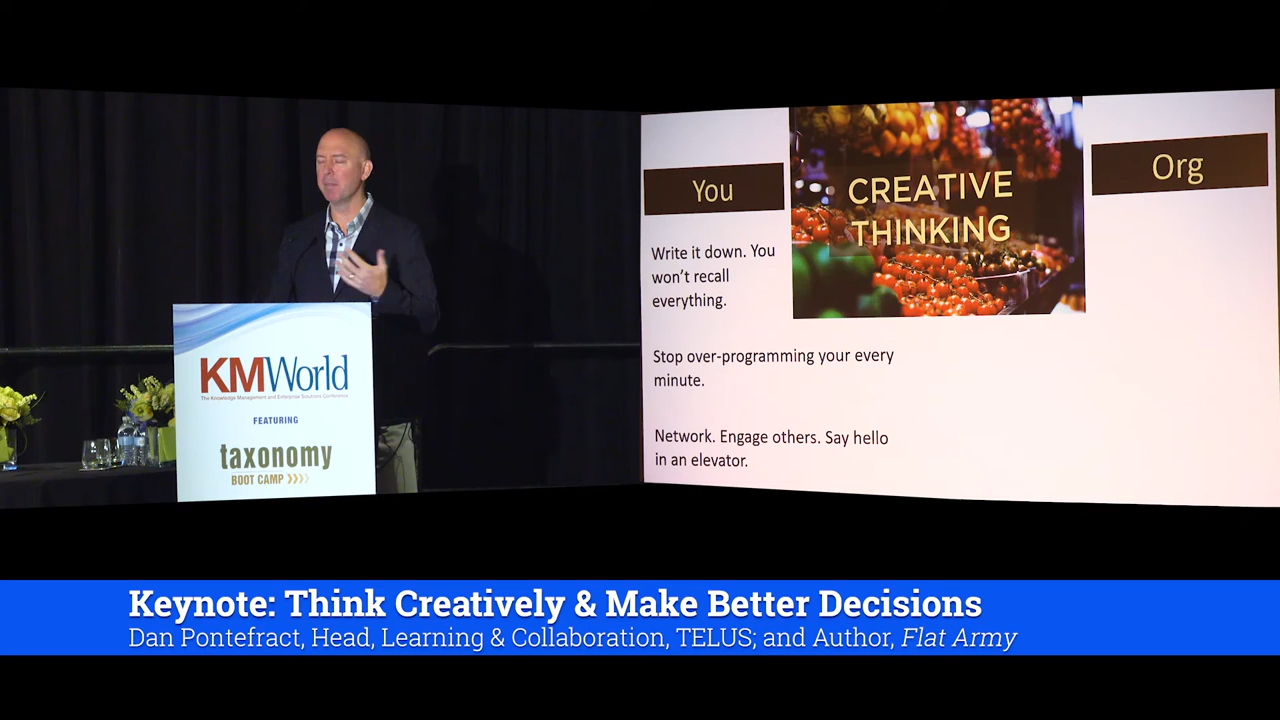 KMWorld
The Knowledge Management and Enterprise Solutions Conference
FEATURING
taxonomy
BOOT CAMP
You
CREATIVE
THINKING
Org
Write it down. You
won't recall
everything.
Stop over-programming your every
minute.
Network. Engage others. Say hello
in an elevator.
Keynote: Think Creatively & Make Better Decisions
Dan Pontefract, Head, Learning & Collaboration, TELUS; and Author, Flat Army